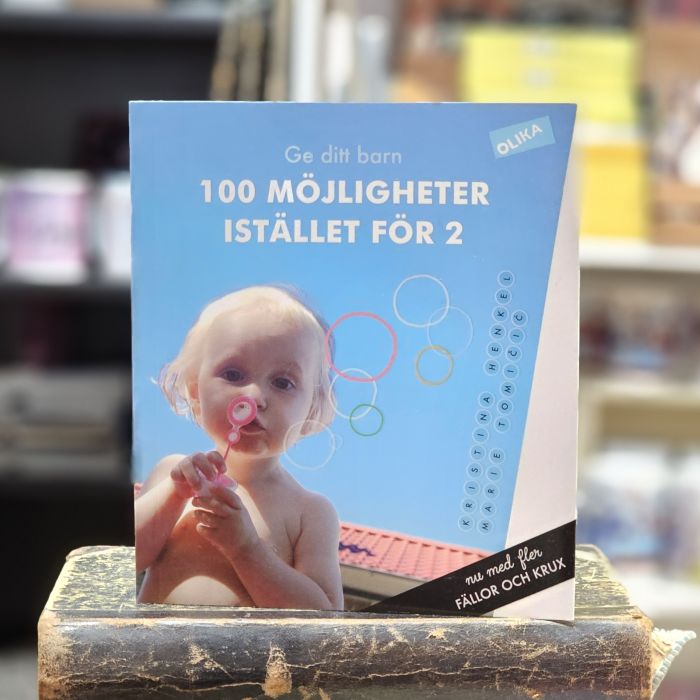 OLIKA
Ge ditt barn
100 MÖJLIGHETER
ISTÄLLET FÖR 2
KRISTINA HENKEL
MARIE TOMIČIĆ
nu med fler
FÄLLOR OCH KRUX